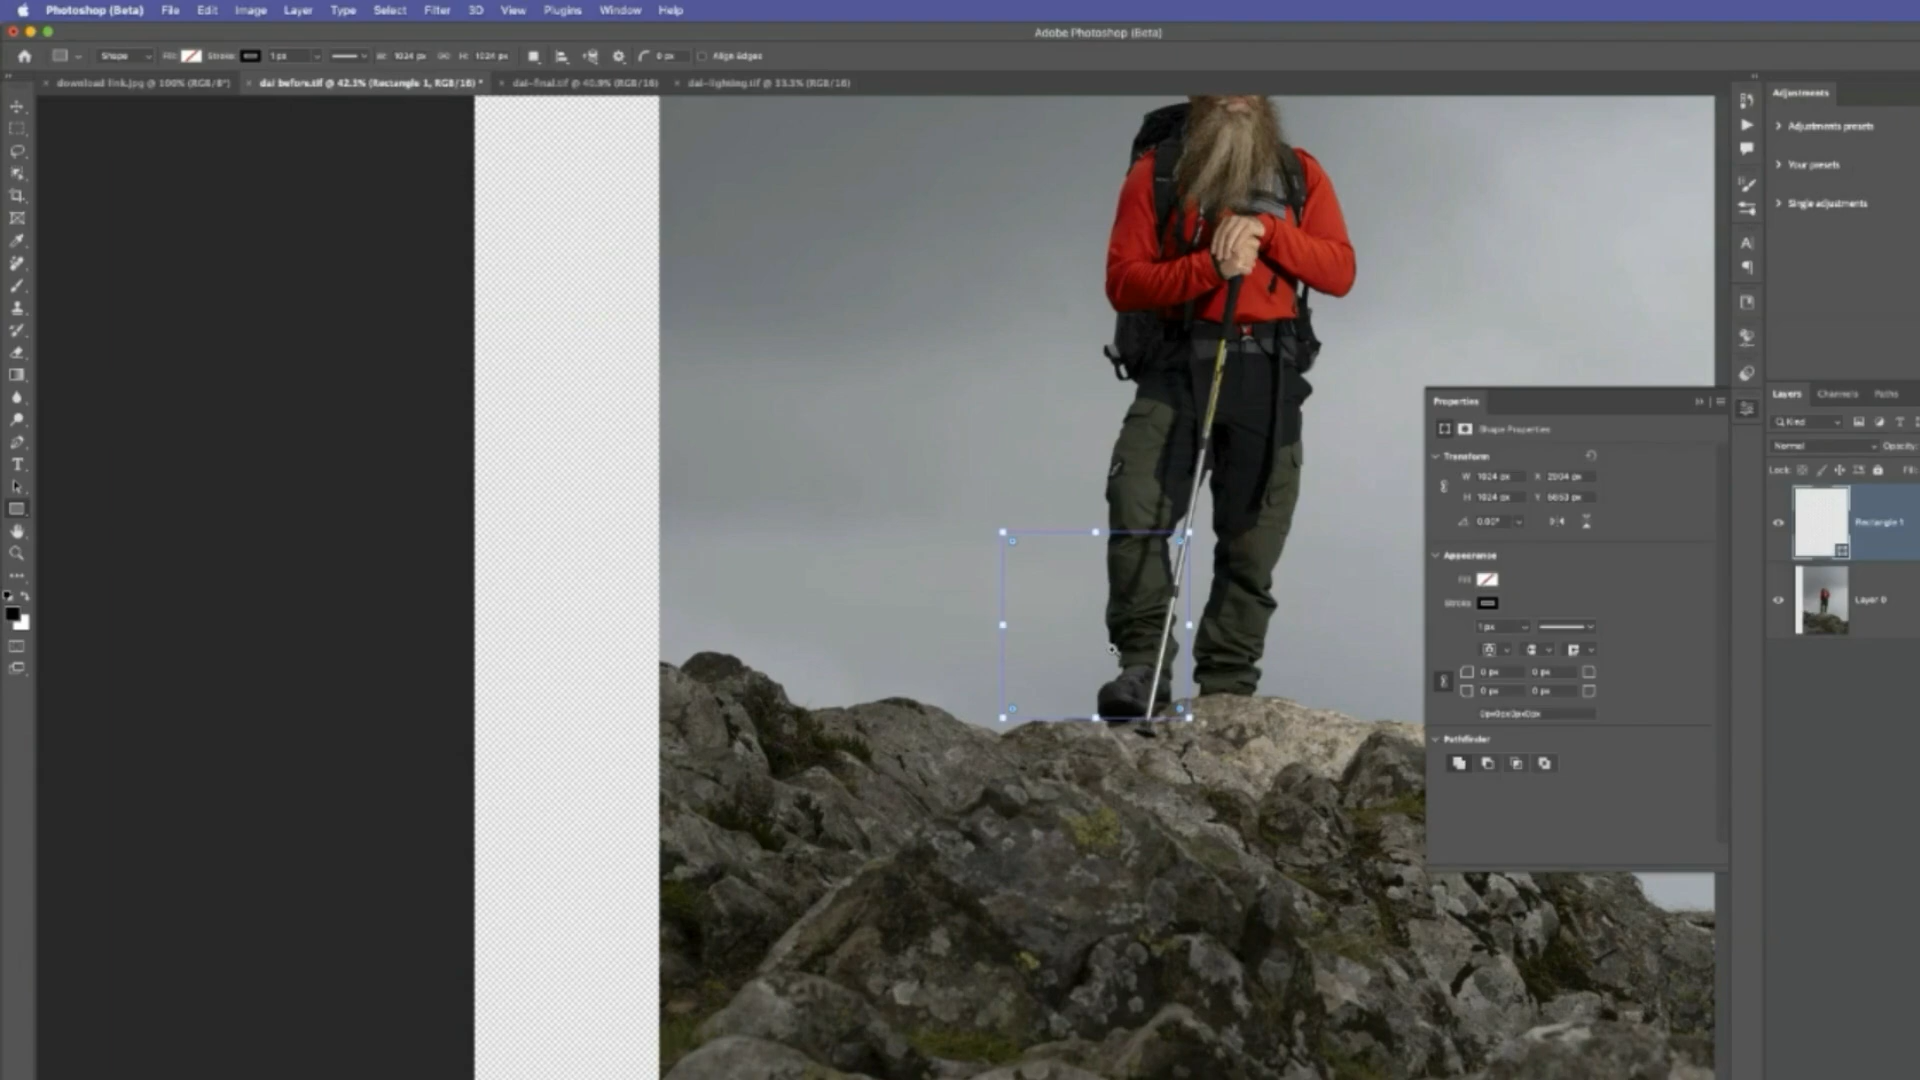 Photoshop (Beta) File Edit Image Layer Type Select Filter 3D View Plugins Window Help
Adobe Photoshop (Beta)
Shape Fill: Stroke: 1 px W: 1024 px H: 1024 px 0 px Align Edges
download link.jpg @ 100% (RGB/8*)
dai before.tif @ 42.3% (Rectangle 1, RGB/16) *
dai-final.tif @ 40.9% (RGB/16)
dai-lighting.tif @ 33.3% (RGB/16)
Adjustments
Adjustments presets
Your presets
Single adjustments
Properties
Shape Properties
Transform
W 1024 px X 2904 px
H 1024 px Y 6653 px
0.00°
Appearance
Fill
Stroke
1 px
0 px 0 px
0 px 0 px
0px0px0px0px
Pathfinder
Layers Channels Paths
Kind
Normal Opacity:
Lock:
Rectangle 1
Layer 0